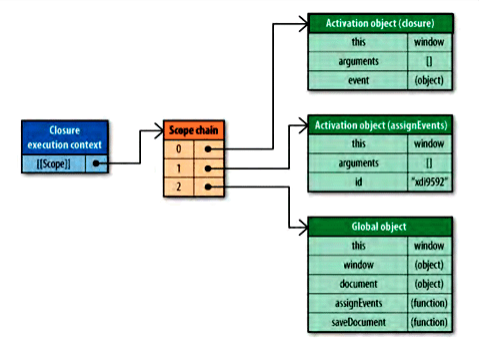 Activation object (closure)
this window
arguments []
event (object)
Closure
execution context
[[Scope]]
Scope chain
0
1
2
Activation object (assignEvents)
this window
arguments []
id "xdi9592"
Global object
this window
window (object)
document (object)
assignEvents (function)
saveDocument (function)